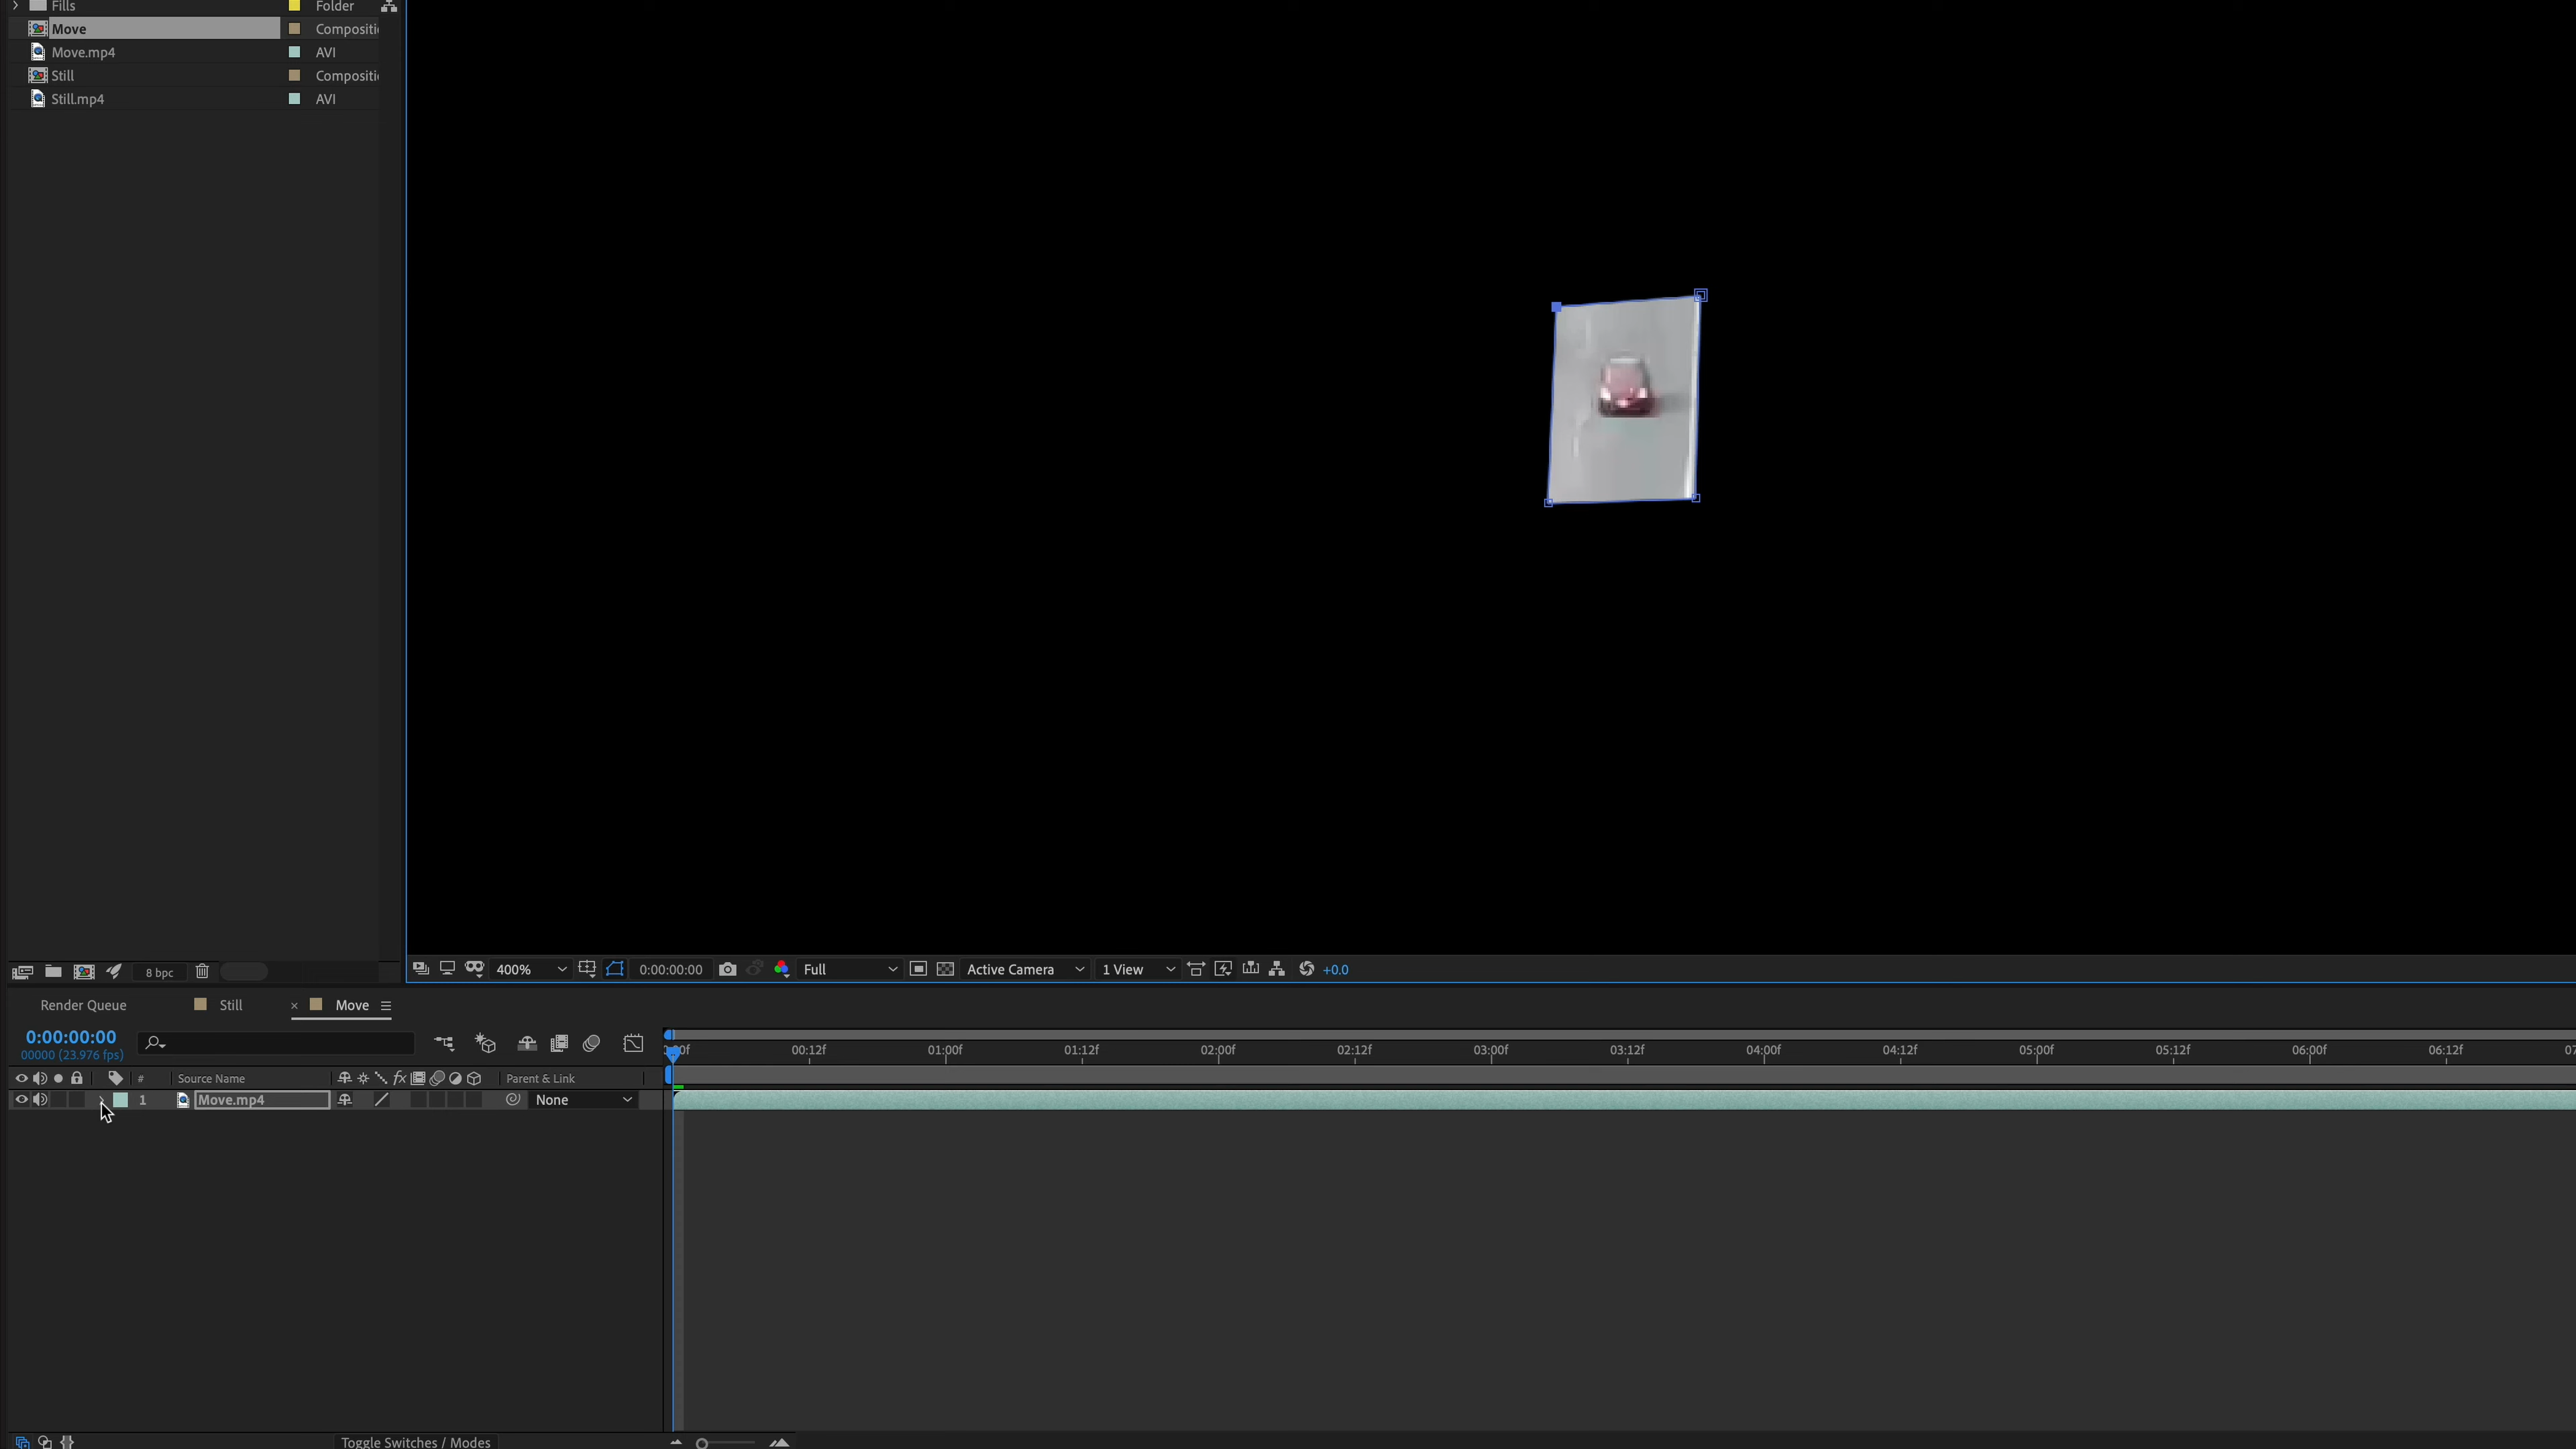 Fills Folder
Move Compositi
Move.mp4 AVI
Still Compositi
Still.mp4 AVI
8 bpc
400% 0:00:00:00 Full Active Camera 1 View +0.0
Render Queue Still × Move
0:00:00:00
00000 (23.976 fps)
:00f 00:12f 01:00f 01:12f 02:00f 02:12f 03:00f 03:12f 04:00f 04:12f 05:00f 05:12f 06:00f 06:12f 07
# Source Name fx Parent & Link
1 Move.mp4 None
Toggle Switches / Modes